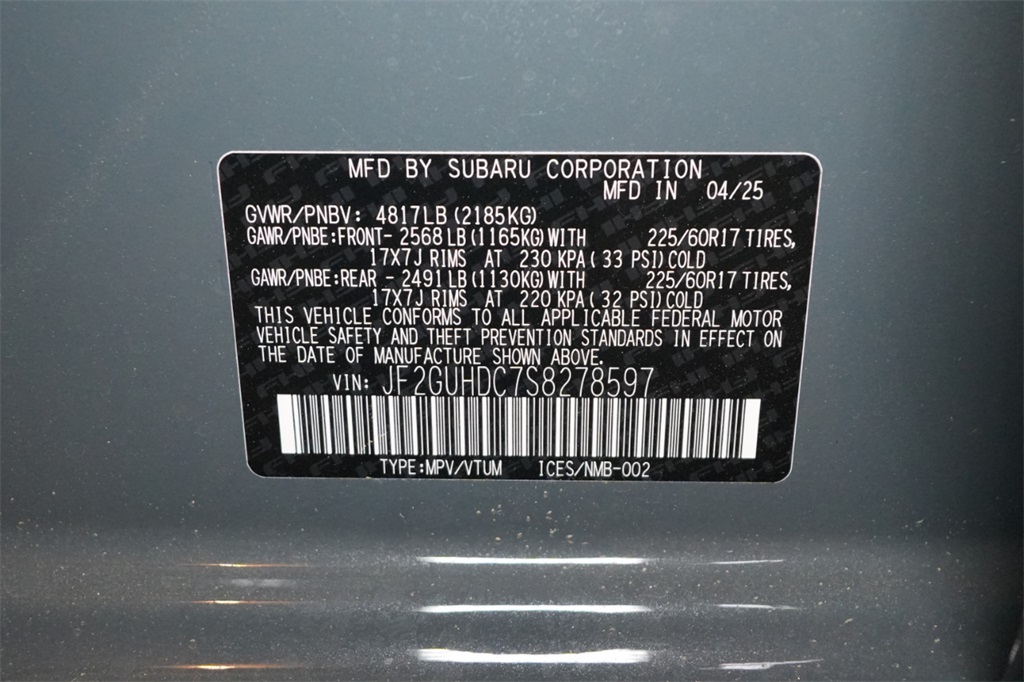 MFD BY SUBARU CORPORATION
MFD IN 04/25
GVWR/PNBV: 4817LB (2185KG)
GAWR/PNBE:FRONT- 2568 LB (1165KG) WITH 225/60R17 TIRES,
17X7J RIMS AT 230 KPA ( 33 PSI) COLD
GAWR/PNBE:REAR - 2491 LB (1130KG) WITH 225/60R17 TIRES,
17X7J RIMS AT 220 KPA ( 32 PSI) COLD
THIS VEHICLE CONFORMS TO ALL APPLICABLE FEDERAL MOTOR
VEHICLE SAFETY AND THEFT PREVENTION STANDARDS IN EFFECT ON
THE DATE OF MANUFACTURE SHOWN ABOVE.
VIN: JF2GUHDC7S8278597
TYPE:MPV/VTUM ICES/NMB-002